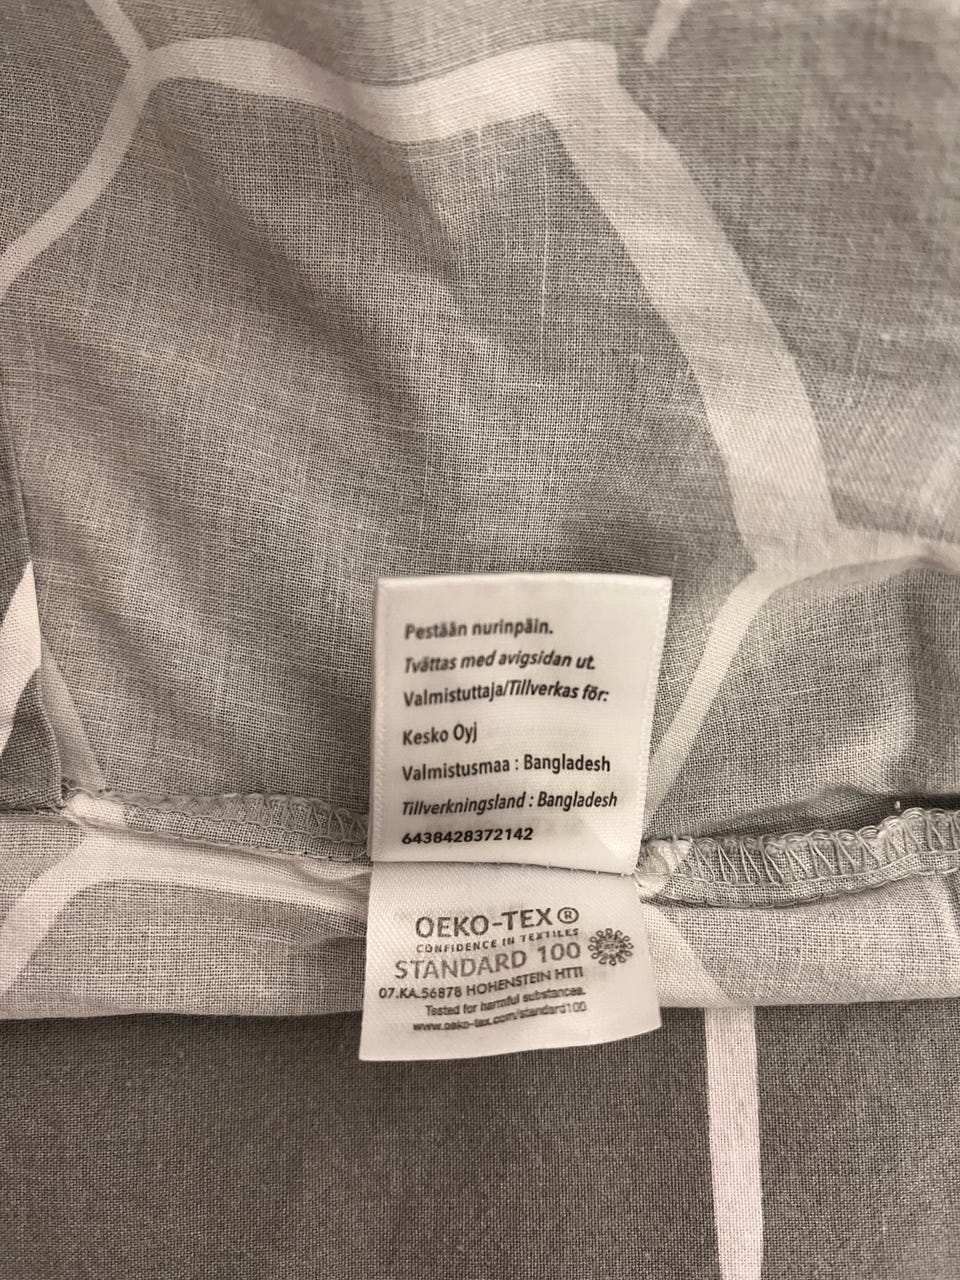 Pestään nurinpäin.
Tvättas med avigsidan ut.
Valmistuttaja/Tillverkas för:
Kesko Oyj
Valmistusmaa : Bangladesh
Tillverkningsland : Bangladesh
6438428372142
OEKO-TEX®
CONFIDENCE IN TEXTILES
STANDARD 100
07.KA.56878 HOHENSTEIN HTTI
Tested for harmful substances.
www.oeko-tex.com/standard100